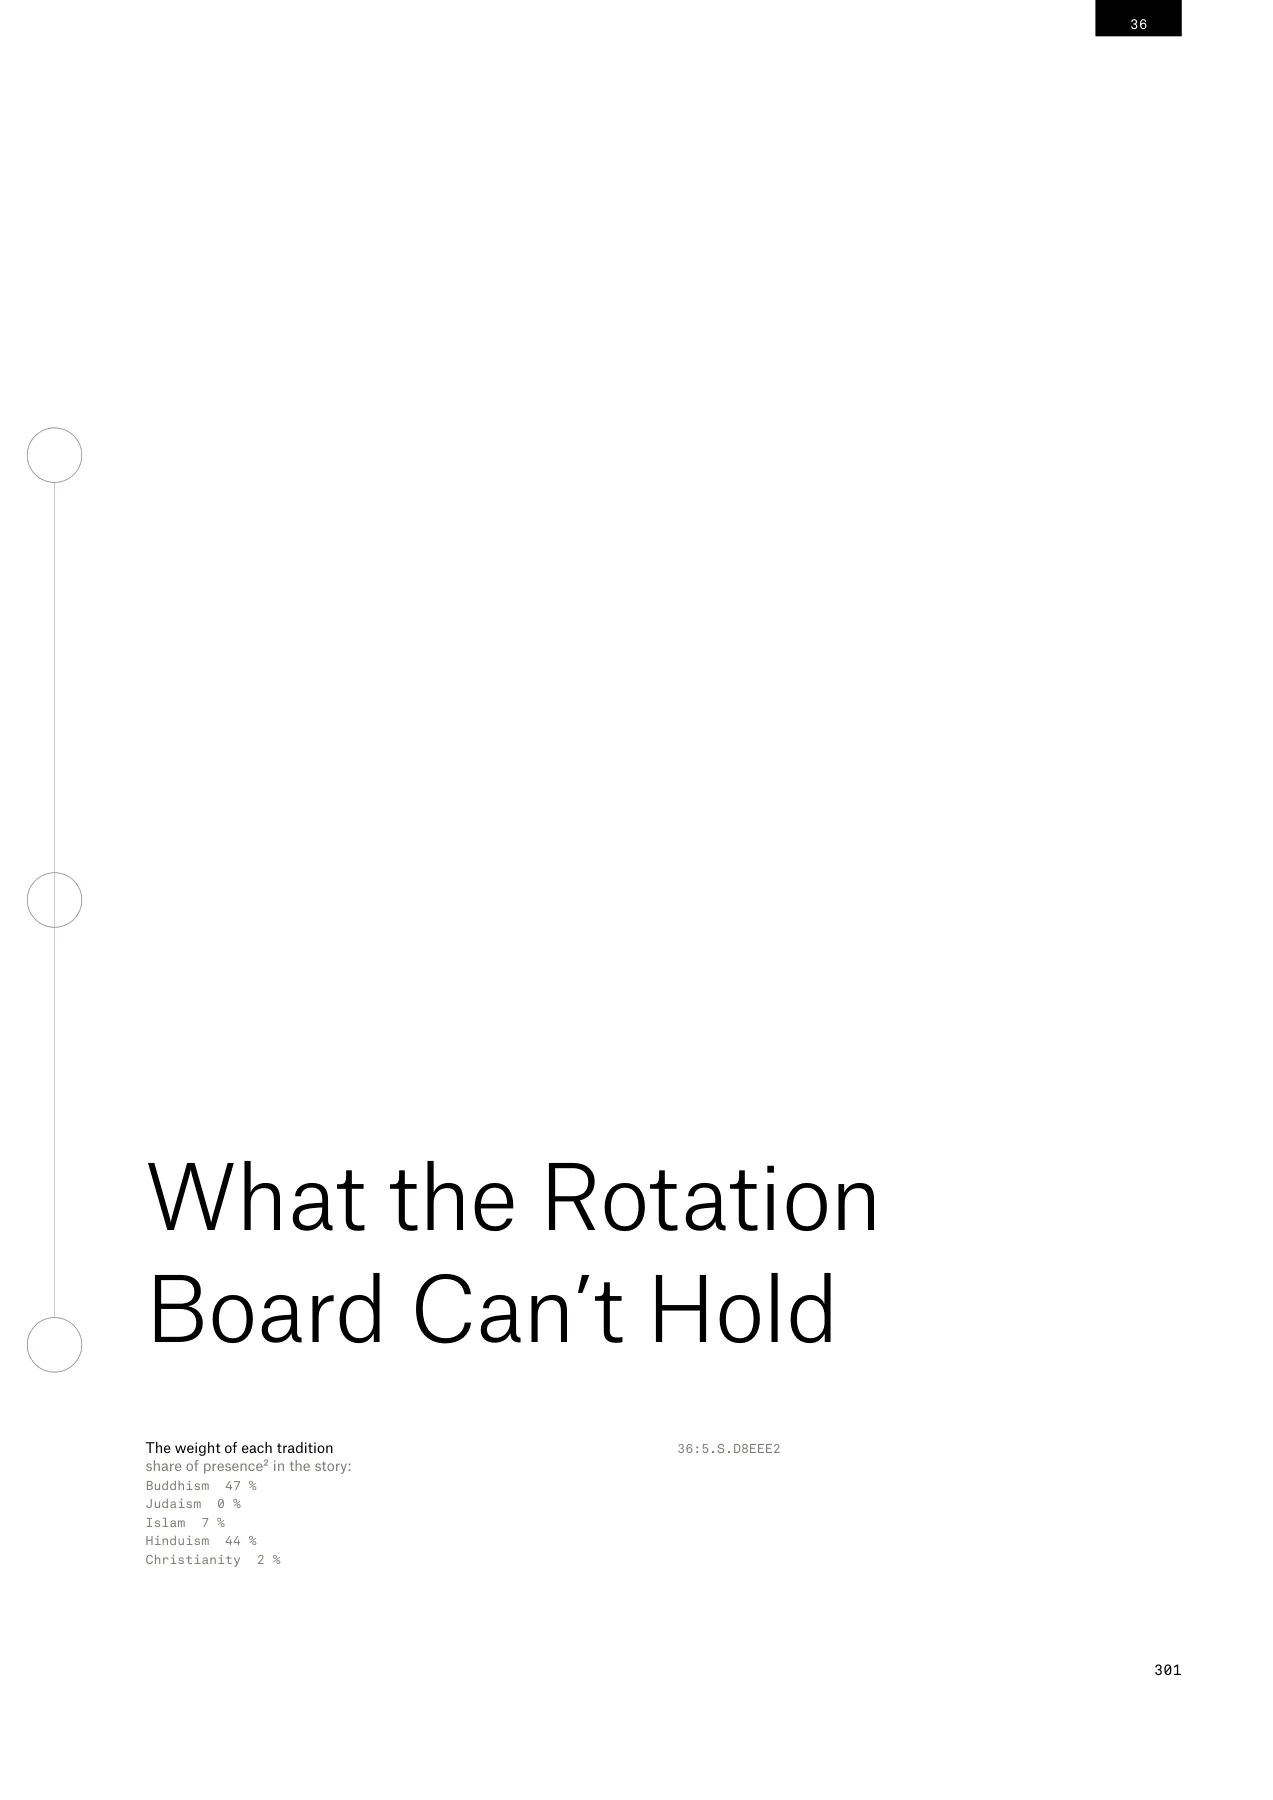 36
What the Rotation
Board Can’t Hold
The weight of each tradition
share of presence² in the story:
Buddhism 47 %
Judaism 0 %
Islam 7 %
Hinduism 44 %
Christianity 2 %
36:5.S.D8EEE2
301